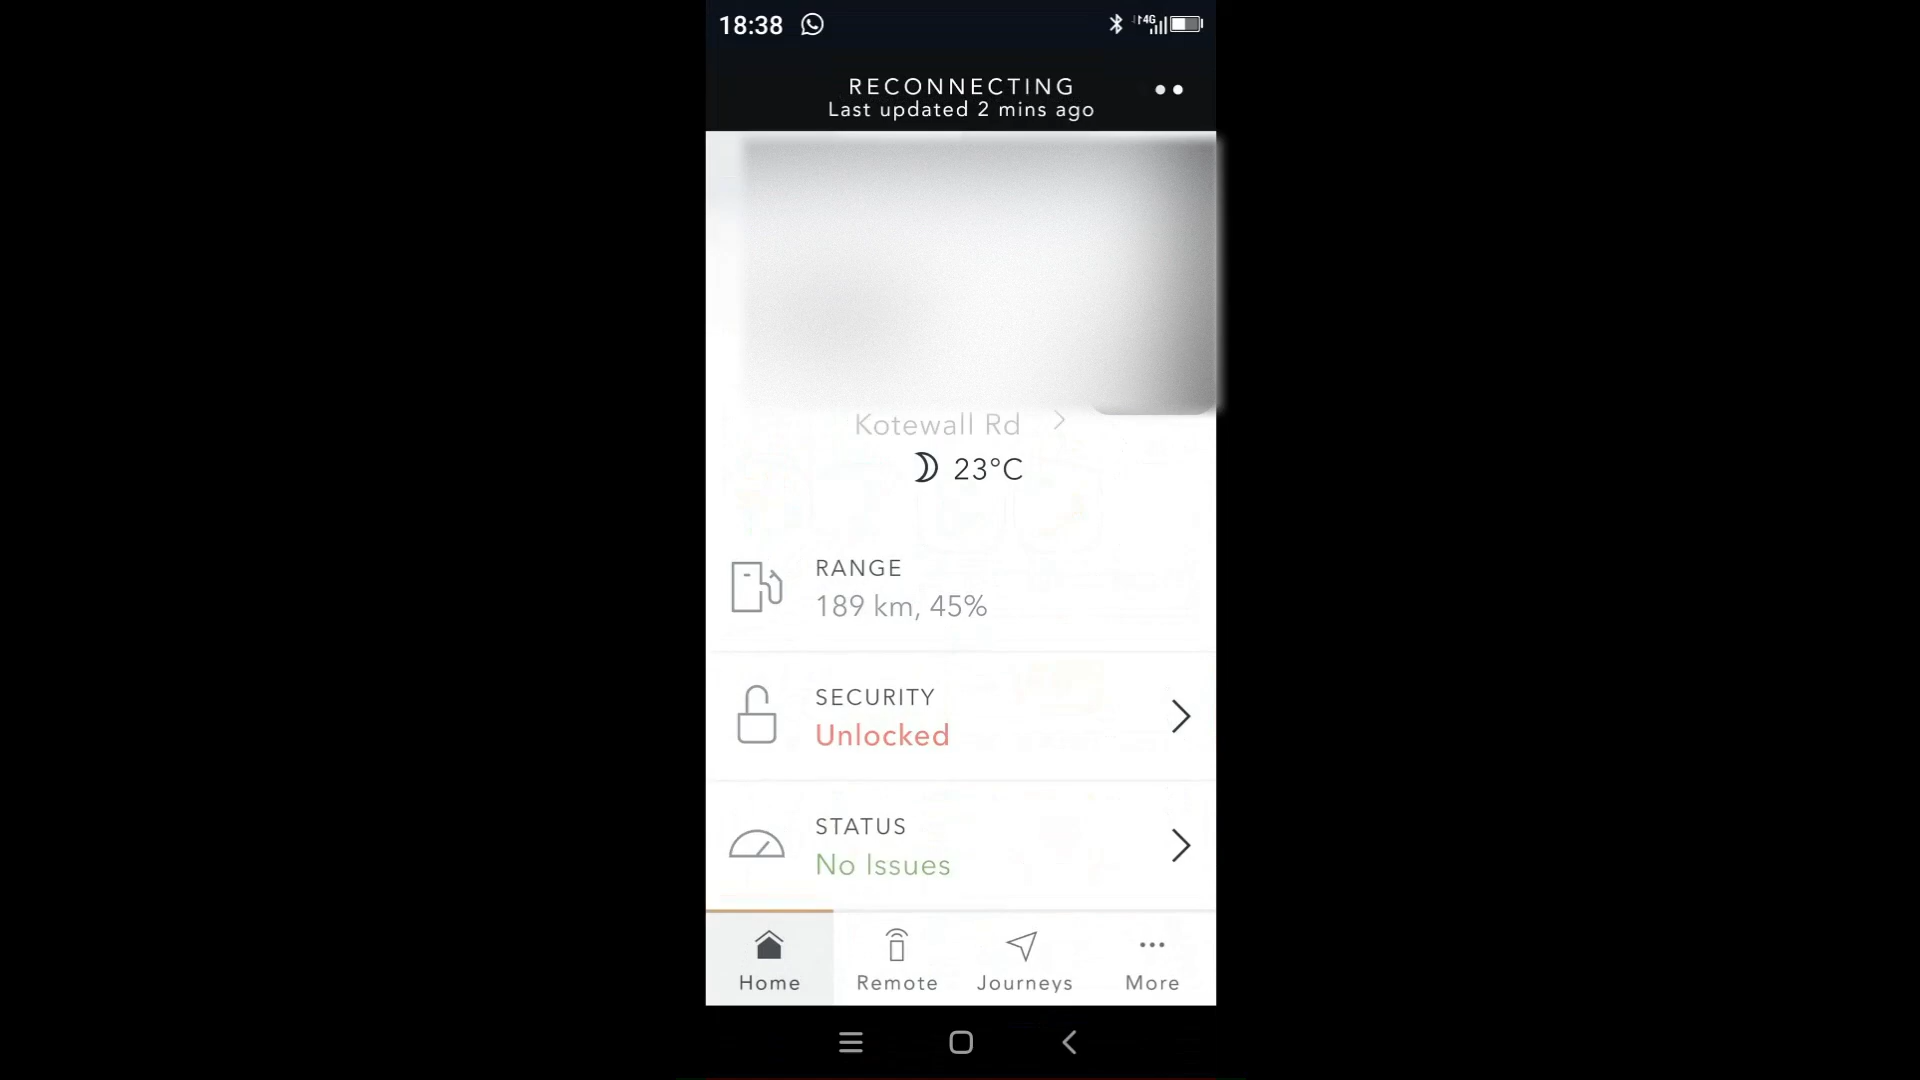 18:38
4G
RECONNECTING
Last updated 2 mins ago
Kotewall Rd
23°C
RANGE
189 km, 45%
SECURITY
Unlocked
STATUS
No Issues
Home
Remote
Journeys
More